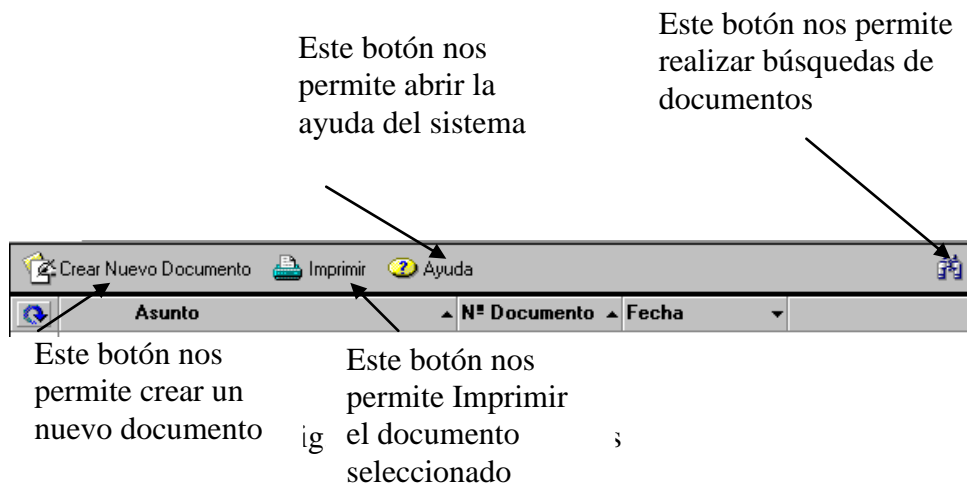 Este botón nos
permite abrir la
ayuda del sistema
Este botón nos permite
realizar búsquedas de
documentos
Crear Nuevo Documento Imprimir Ayuda
Asunto Nº Documento Fecha
Este botón nos
permite crear un
nuevo documento
Este botón nos
permite Imprimir
el documento
seleccionado